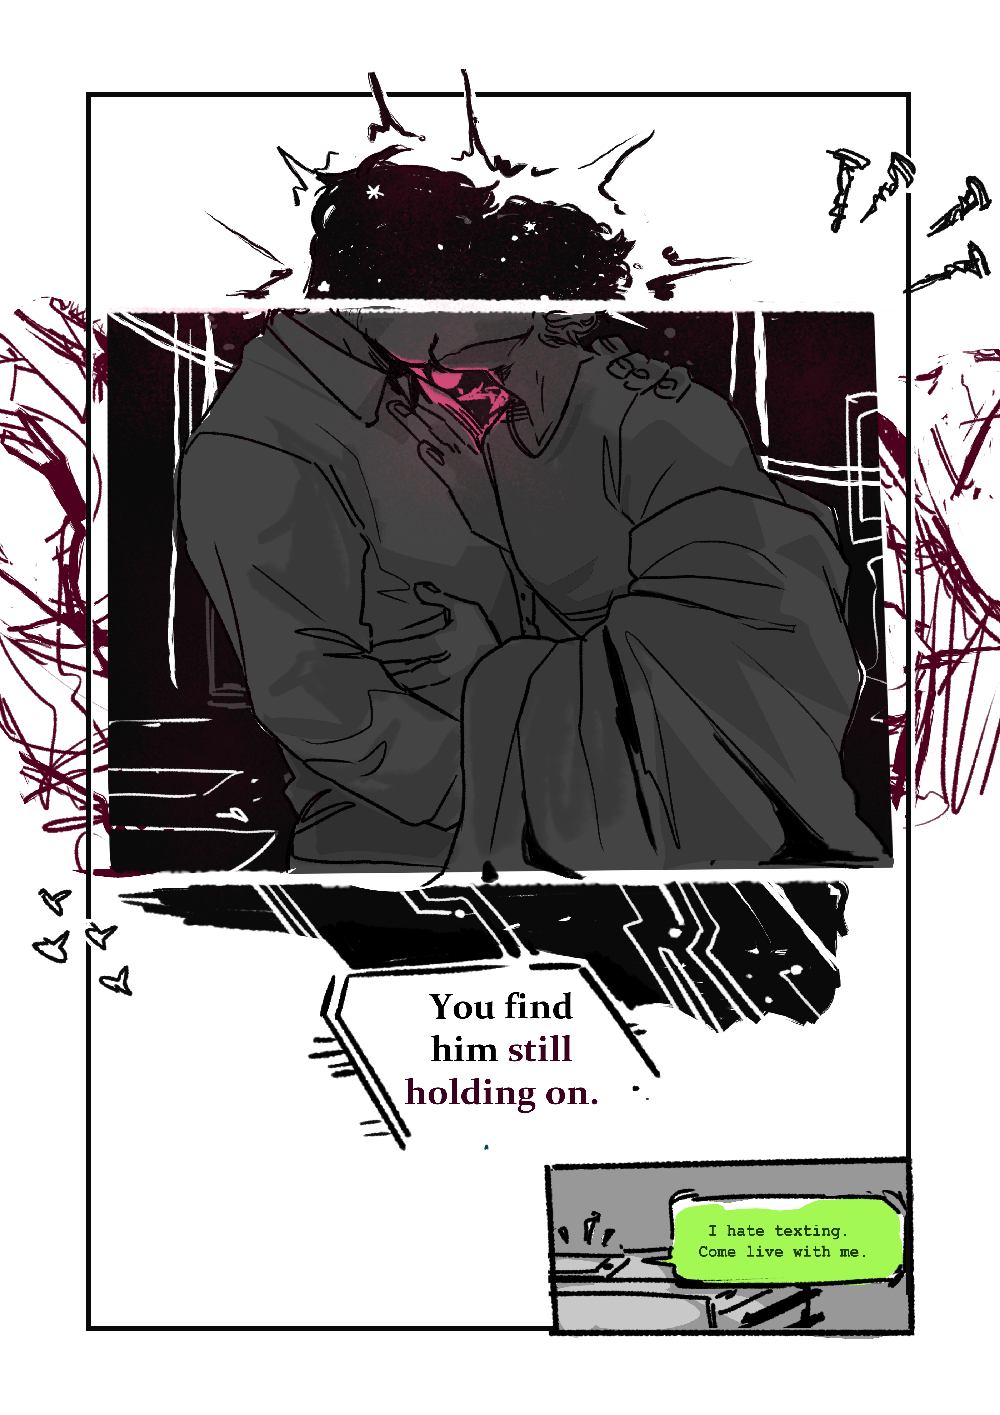 You find
him still
holding on.
I hate texting.
Come live with me.